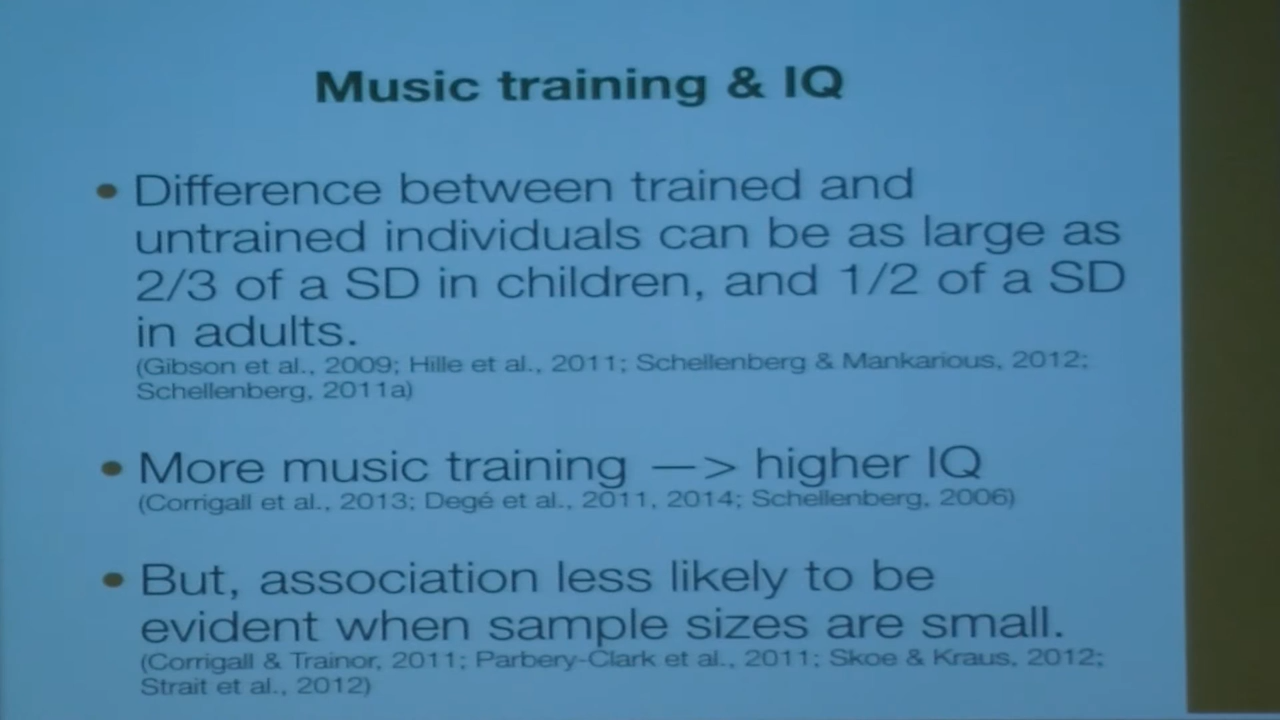 Music training & IQ
• Difference between trained and
untrained individuals can be as large as
2/3 of a SD in children, and 1/2 of a SD
in adults.
(Gibson et al., 2009; Hille et al., 2011; Schellenberg & Mankarious, 2012;
Schellenberg, 2011a)
• More music training —> higher IQ
(Corrigall et al., 2013; Degé et al., 2011, 2014; Schellenberg, 2006)
• But, association less likely to be
evident when sample sizes are small.
(Corrigall & Trainor, 2011; Parbery-Clark et al., 2011; Skoe & Kraus, 2012;
Strait et al., 2012)